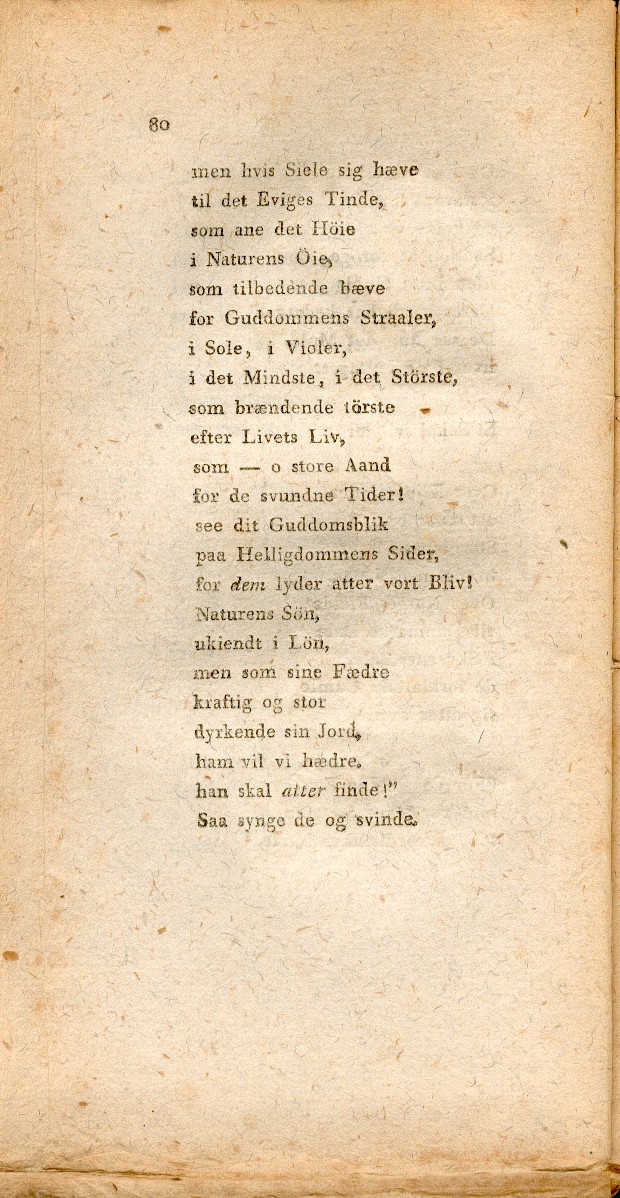 80
men hvis Siele sig hæve
til det Eviges Tinde,
som ane det Höie
i Naturens Öie,
som tilbedende bæve
for Guddommens Straaler,
i Sole, i Violer,
i det Mindste, i det Störste,
som brændende törste
efter Livets Liv,
som — o store Aand
for de svundne Tider!
see dit Guddomsblik
paa Helligdommens Sider,
for dem lyder atter vort Bliv!
Naturens Sön,
ukiendt i Lön,
men som sine Fædre
kraftig og stor
dyrkende sin Jord,
ham vil vi hædre.
han skal atter finde!”
Saa synge de og svinde.